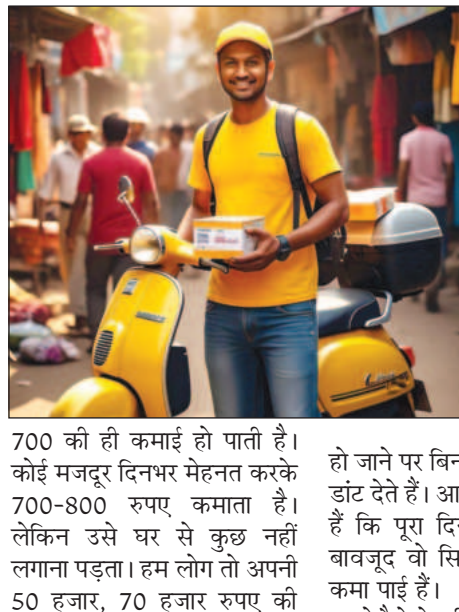 700 की ही कमाई हो पाती है।
कोई मजदूर दिनभर मेहनत करके
700-800 रुपए कमाता है।
लेकिन उसे घर से कुछ नहीं
लगाना पड़ता। हम लोग तो अपनी
50 हजार, 70 हजार रुपए की
हो जाने पर
डांट देते हैं।
हैं कि पूरा
बावजूद वो
कमा पाई हैं।